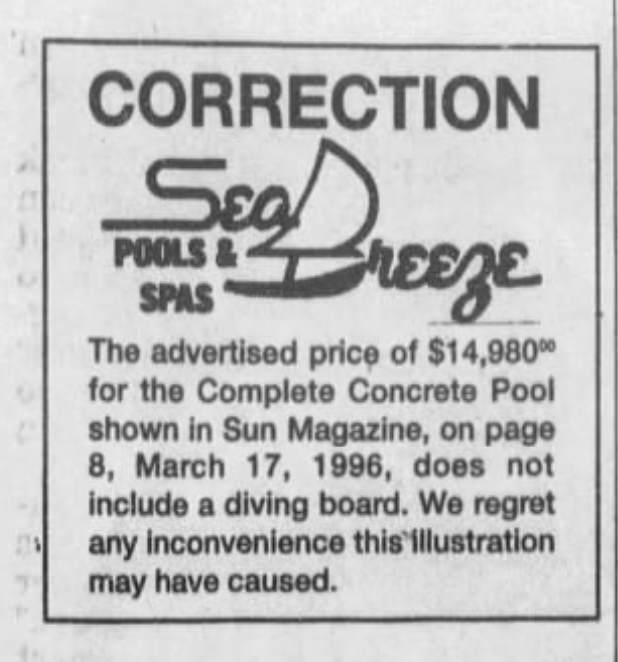 CORRECTION
Sea Breeze
POOLS &
SPAS
The advertised price of $14,980⁰⁰
for the Complete Concrete Pool
shown in Sun Magazine, on page
8, March 17, 1996, does not
include a diving board. We regret
any inconvenience this illustration
may have caused.